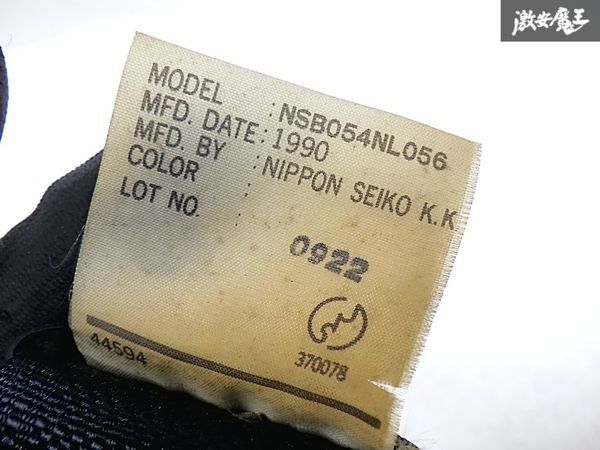 激安魔王
MODEL : NSB054NL056
MFD. DATE : 1990
MFD. BY : NIPPON SEIKO K.K
COLOR :
LOT NO. :
0922
370078
44594